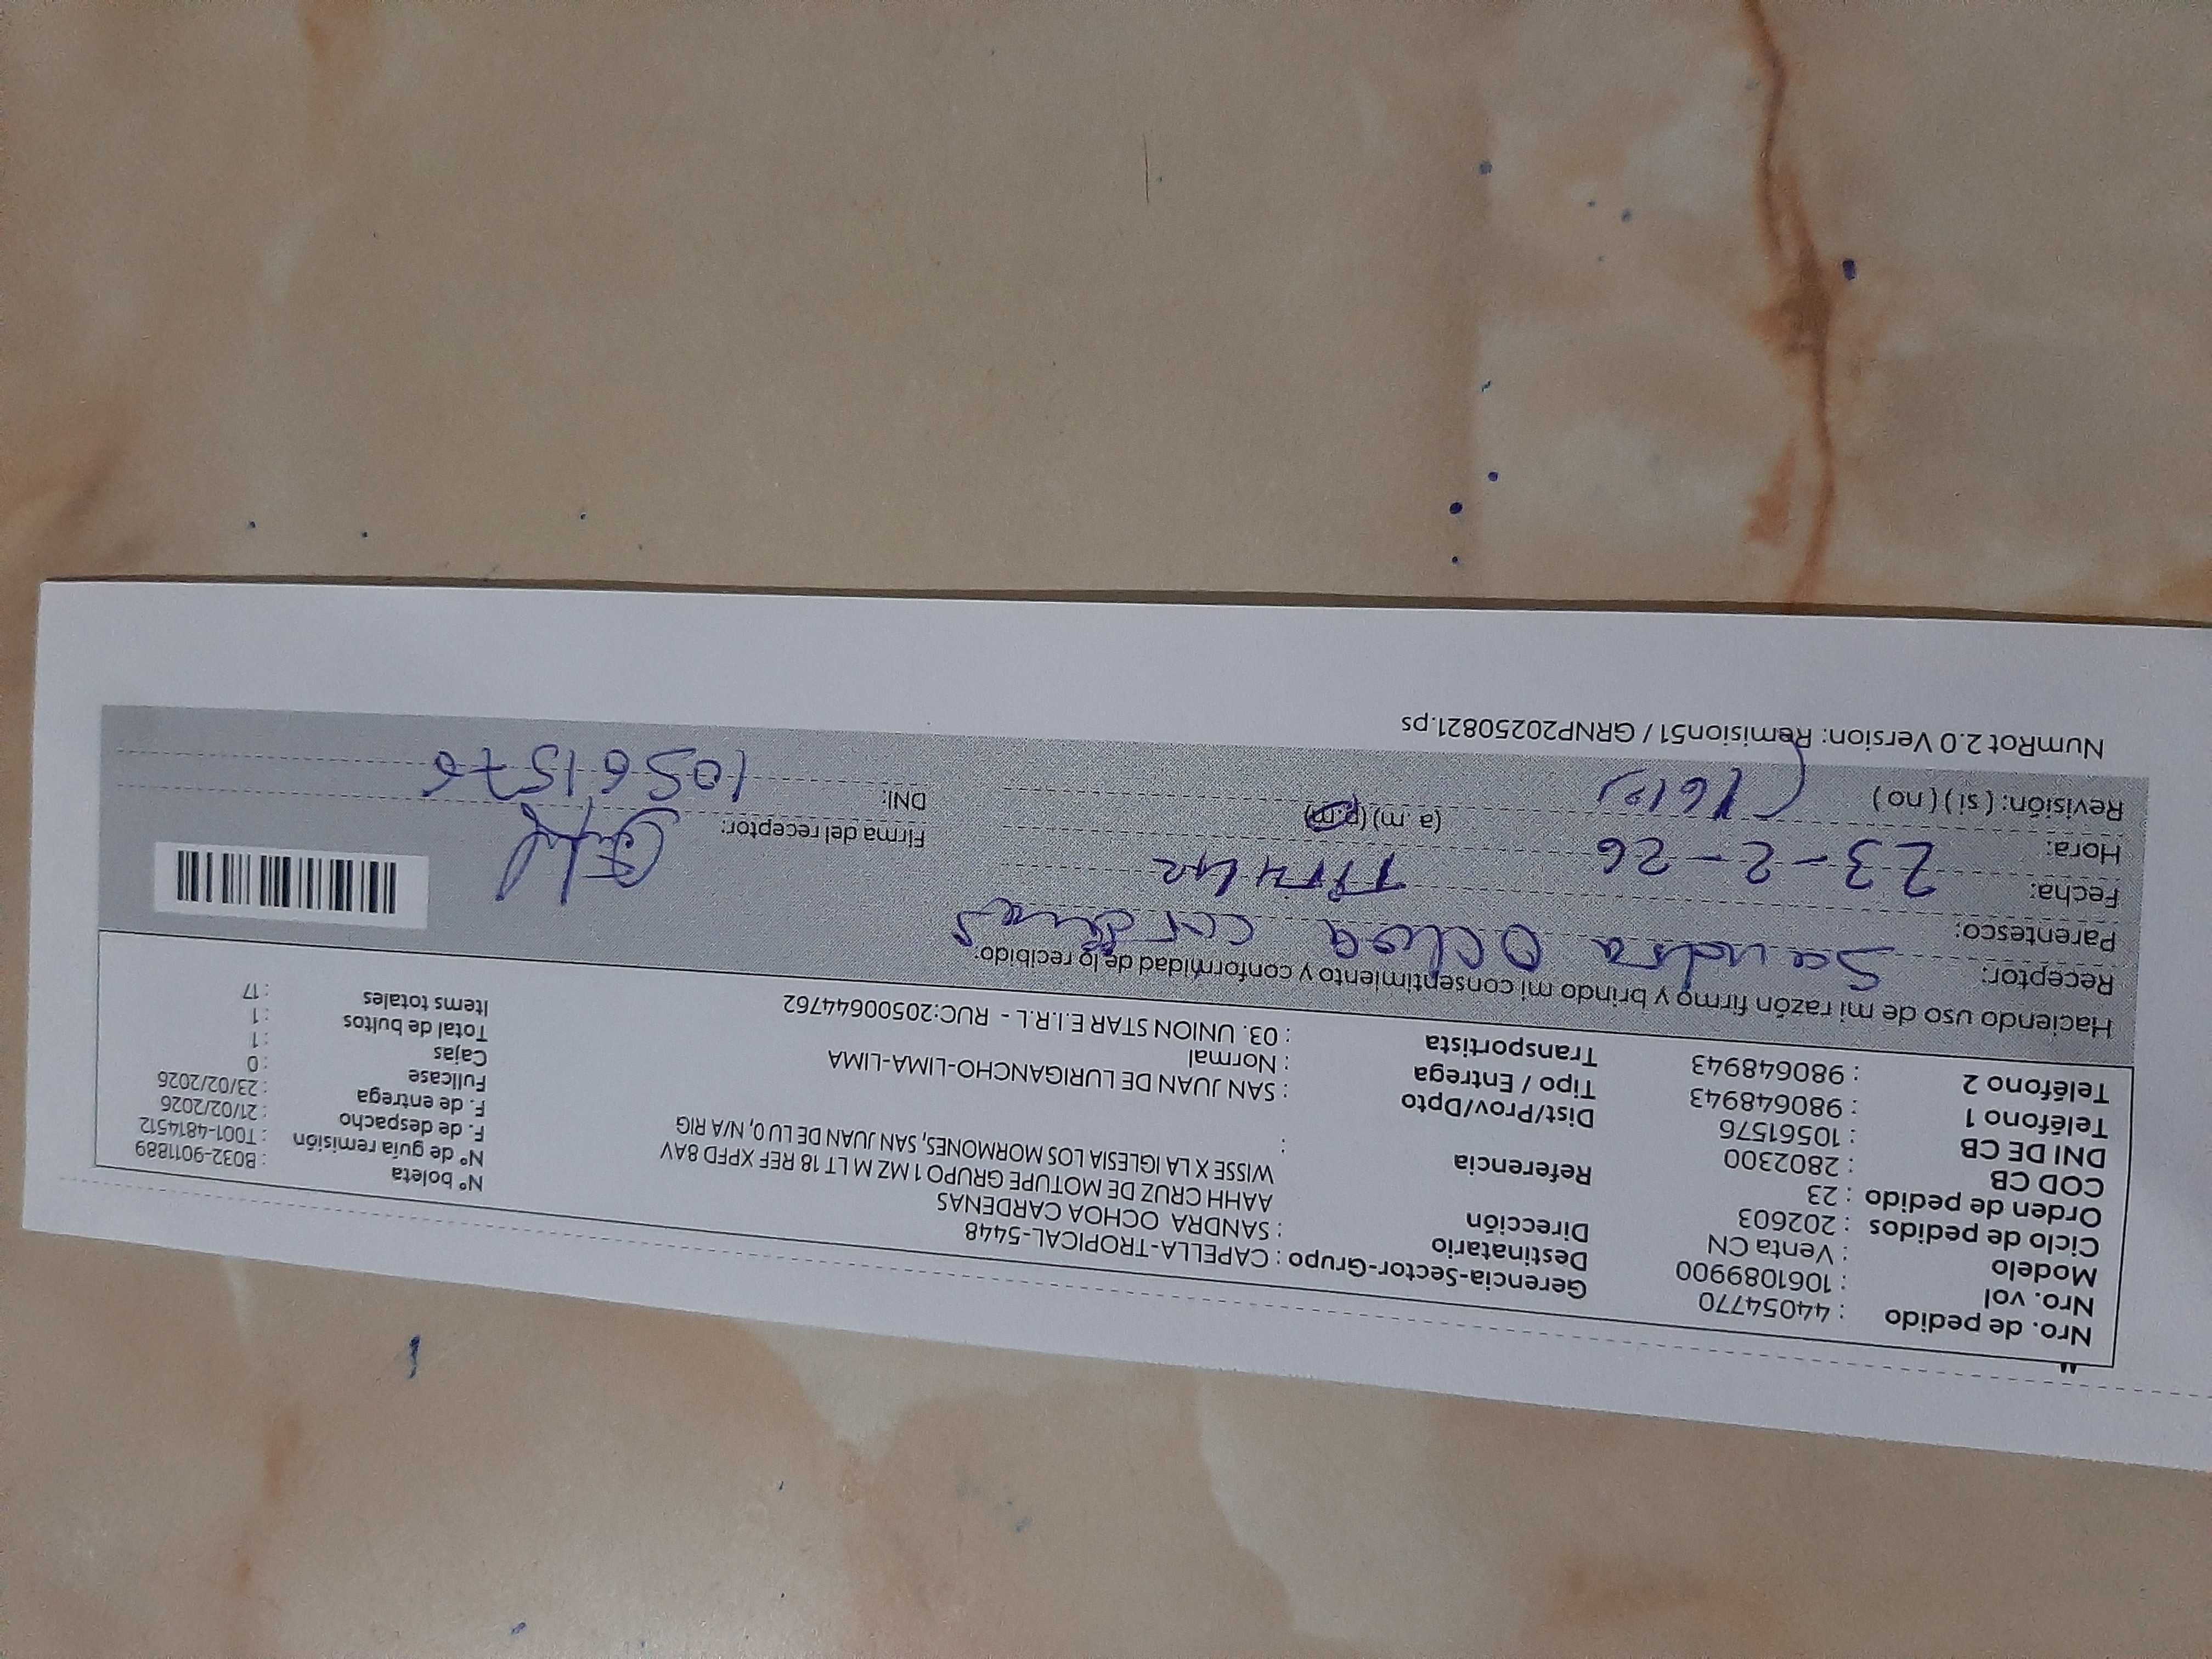 Nro. de pedido : 44054770
Nro. vol : 1061089900
Modelo : Venta CN
Ciclo de pedidos : 202603
Orden de pedido : 23
COD CB : 2802300
DNI DE CB : 10561576
Teléfono 1 : 980648943
Teléfono 2 : 980648943
Gerencia-Sector-Grupo : CAPELLA-TROPICAL-5448
Destinatario : SANDRA OCHOA CARDENAS
Dirección
AAHH CRUZ DE MOTUPE GRUPO 1 MZ M LT 18 REF XPFD 8AV
WISSE X LA IGLESIA LOS MORMONES, SAN JUAN DE LU 0, N/A RIG
Referencia :
Dist/Prov/Dpto : SAN JUAN DE LURIGANCHO-LIMA-LIMA
Tipo / Entrega : Normal
Transportista : 03. UNION STAR E.I.R.L - RUC:20500644762
N° boleta : B032-9011889
N° de guía remisión : T001-4814512
F. de despacho : 21/02/2026
F. de entrega : 23/02/2026
Fullcase : 0
Cajas : 1
Total de bultos : 1
Items totales : 17
Haciendo uso de mi razón firmo y brindo mi consentimiento y conformidad de lo recibido:
Receptor: Sandra Ochoa Cardenas
Parentesco:
Fecha: 23-2-26
Hora: (a.m) (p.m)
Revisión: ( si ) ( no )
Firma del receptor:
DNI: 10561576
NumRot 2.0 Version: Remision51 / GRNP20250821.ps